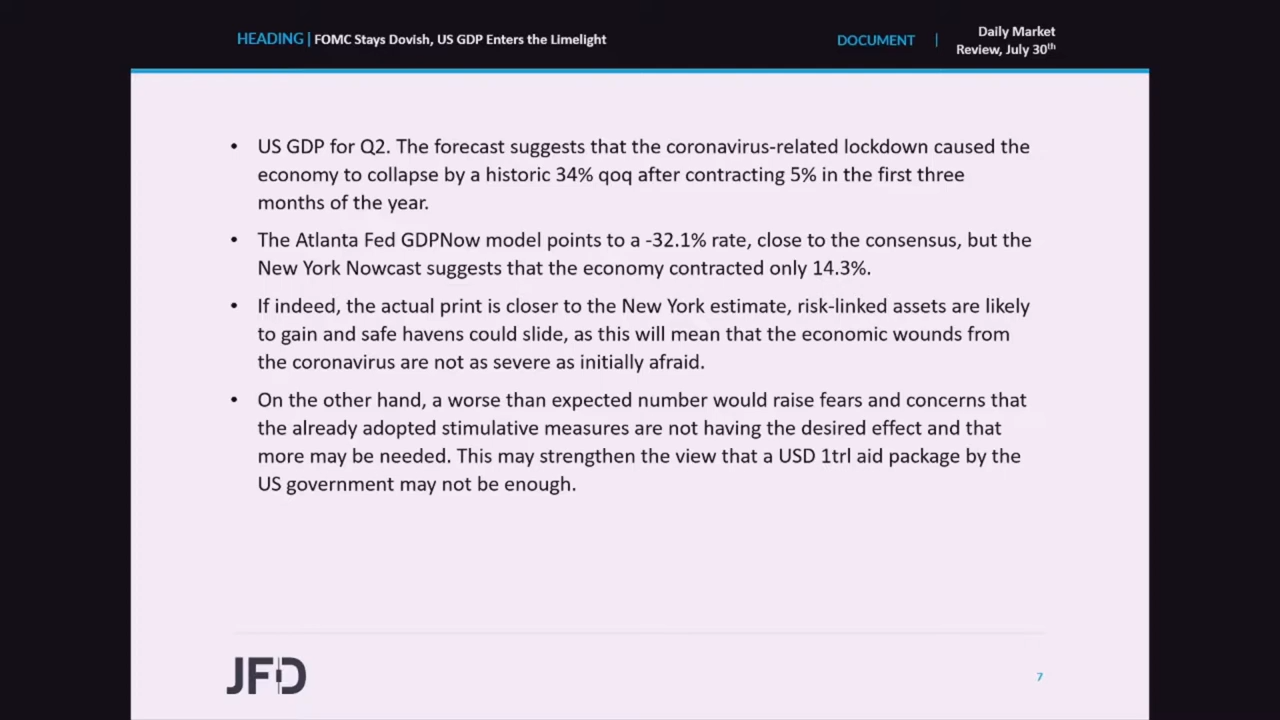 HEADING | FOMC Stays Dovish, US GDP Enters the Limelight
DOCUMENT |
Daily Market
Review, July 30th
• US GDP for Q2. The forecast suggests that the coronavirus-related lockdown caused the
economy to collapse by a historic 34% qoq after contracting 5% in the first three
months of the year.
• The Atlanta Fed GDPNow model points to a -32.1% rate, close to the consensus, but the
New York Nowcast suggests that the economy contracted only 14.3%.
• If indeed, the actual print is closer to the New York estimate, risk-linked assets are likely
to gain and safe havens could slide, as this will mean that the economic wounds from
the coronavirus are not as severe as initially afraid.
• On the other hand, a worse than expected number would raise fears and concerns that
the already adopted stimulative measures are not having the desired effect and that
more may be needed. This may strengthen the view that a USD 1trl aid package by the
US government may not be enough.
JFD
7